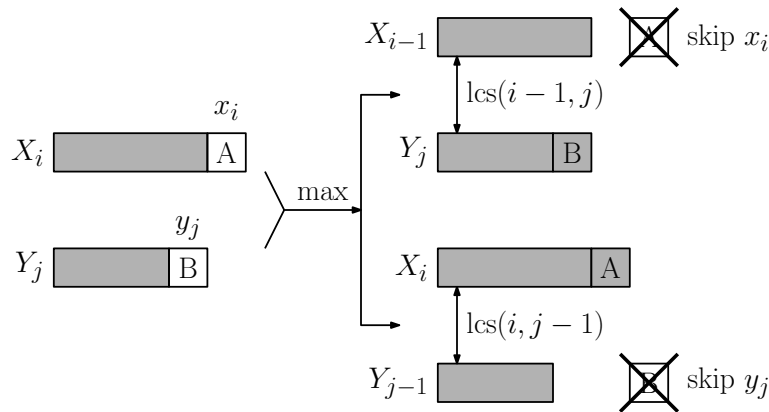 x_i
X_i A
y_j
Y_j B
max
X_{i-1} A skip x_i
lcs(i − 1, j)
Y_j B
X_i A
lcs(i, j − 1)
Y_{j-1} B skip y_j